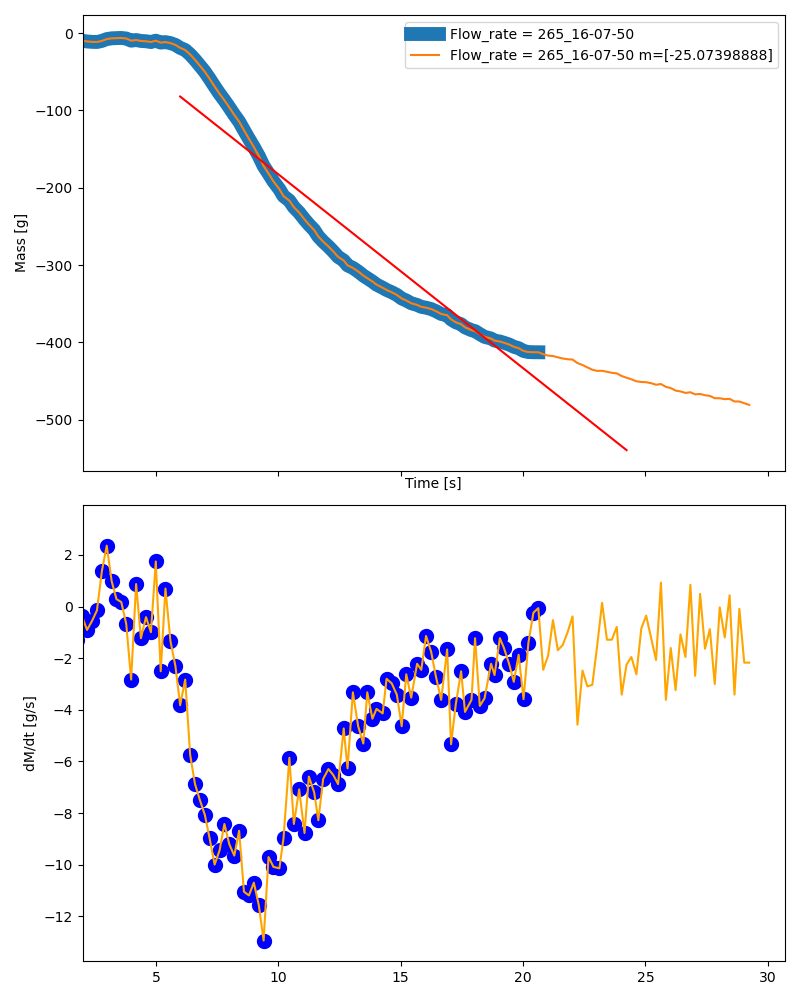 Flow_rate = 265_16-07-50
Flow_rate = 265_16-07-50 m=[-25.07398888]
0
−100
−200
−300
−400
−500
Mass [g]
Time [s]
2
0
−2
−4
−6
−8
−10
−12
dM/dt [g/s]
5 10 15 20 25 30